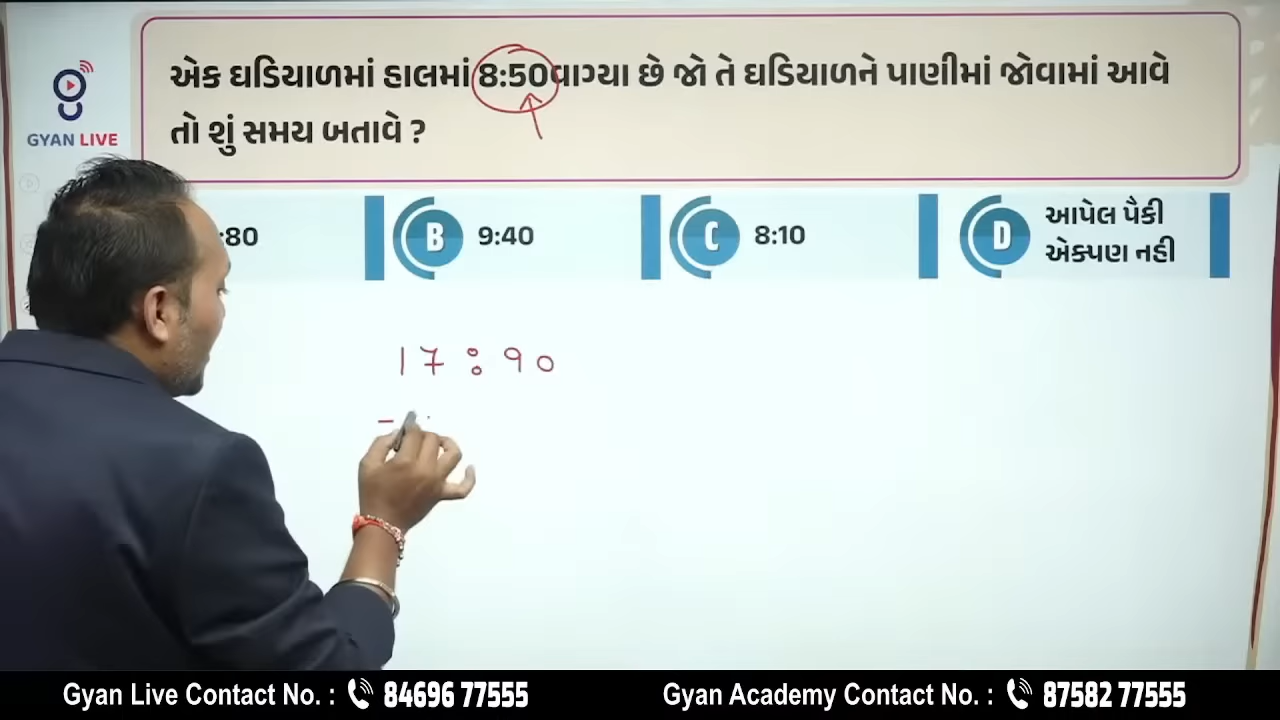 એક ઘડિયાળમાં હાલમાં 8:50વાગ્યા છે જો તે ઘડિયાળને પાણીમાં જોવામાં આવે
તો શું સમય બતાવે ?
GYAN LIVE
:80
B 9:40
C 8:10
D આપેલ પૈકી
એકપણ નહી
17:90
-
Gyan Live Contact No. : 84696 77555
Gyan Academy Contact No. : 87582 77555